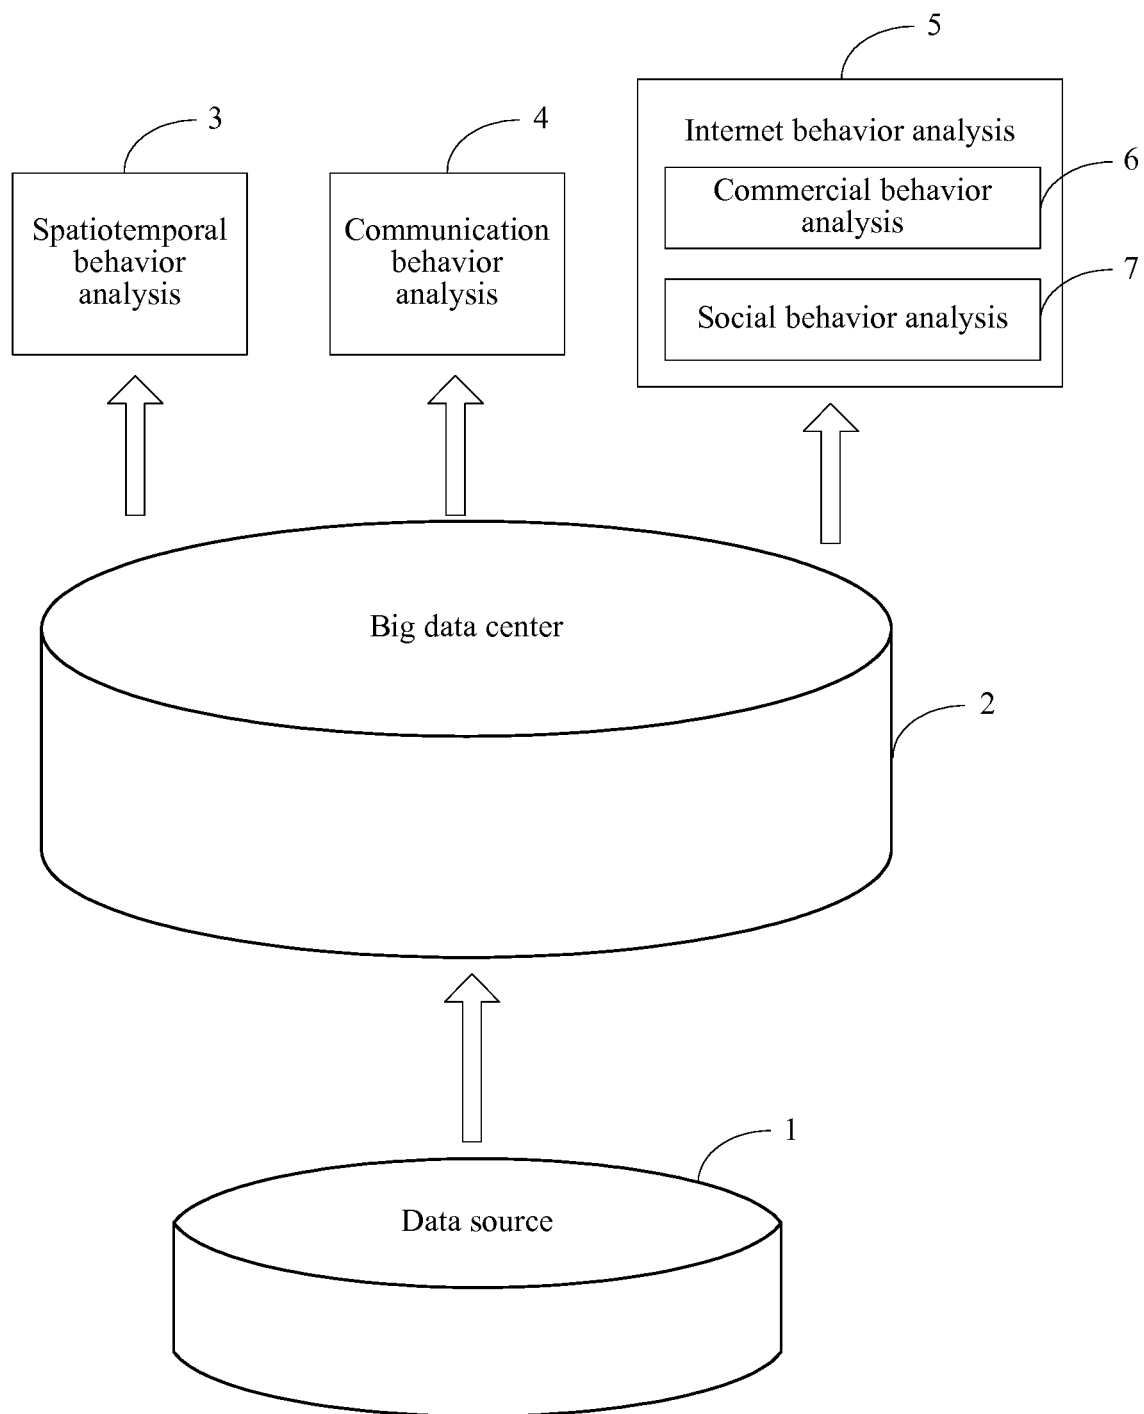 5
3
4
Internet behavior analysis
6
Commercial behavior
analysis
Spatiotemporal
behavior
analysis
Communication
behavior
analysis
7
Social behavior analysis
Big data center
2
1
Data source